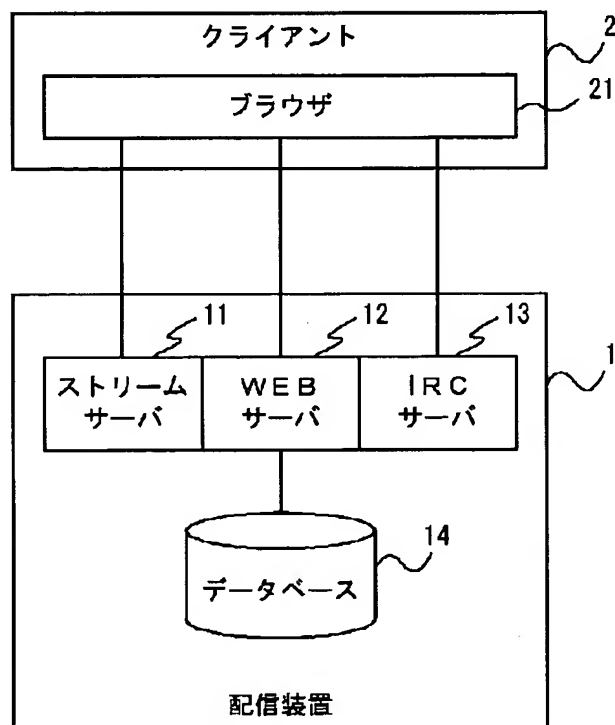 クライアント
2
ブラウザ
21
11
12
13
1
ストリーム
サーバ
WEB
サーバ
IRC
サーバ
14
データベース
配信装置